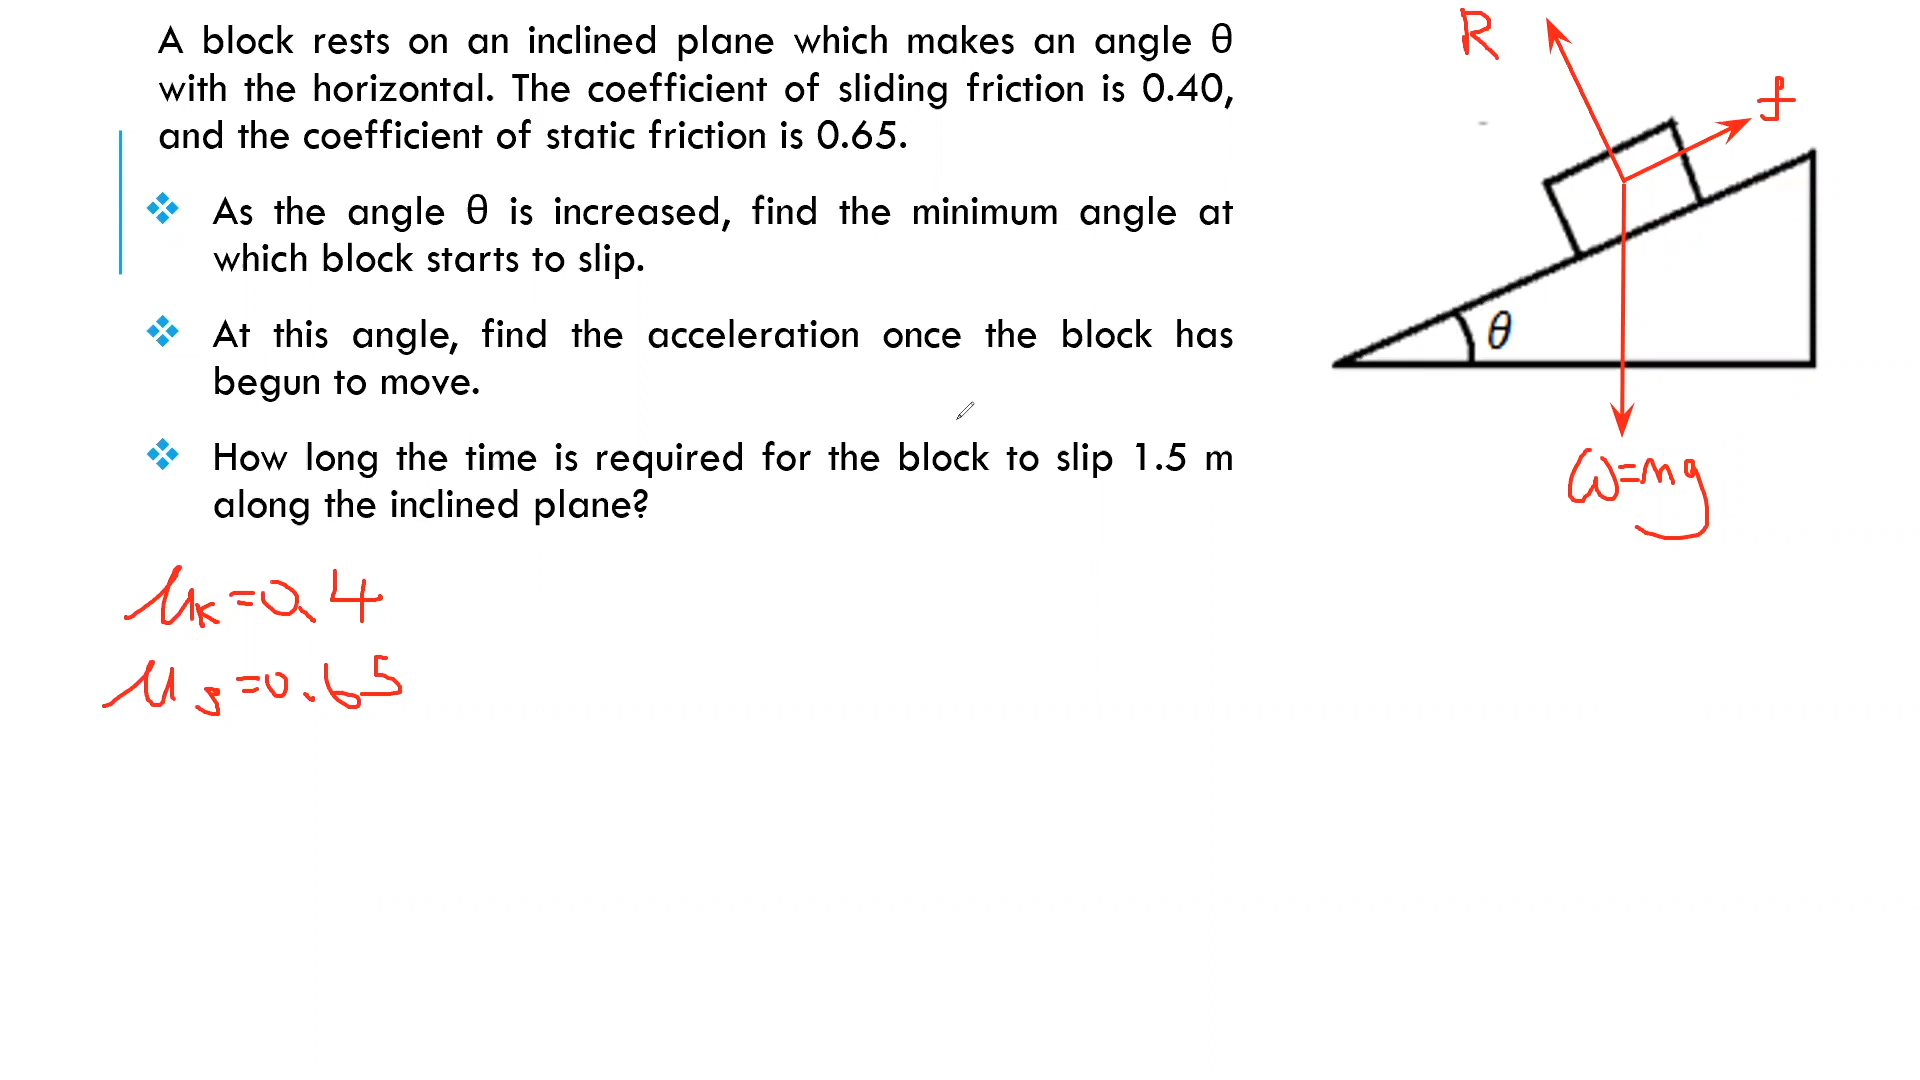 A block rests on an inclined plane which makes an angle θ
with the horizontal. The coefficient of sliding friction is 0.40,
and the coefficient of static friction is 0.65.
❖ As the angle θ is increased, find the minimum angle at
which block starts to slip.
❖ At this angle, find the acceleration once the block has
begun to move.
❖ How long the time is required for the block to slip 1.5 m
along the inclined plane?
μk=0.4
μs=0.65
R
f
θ
W=mg